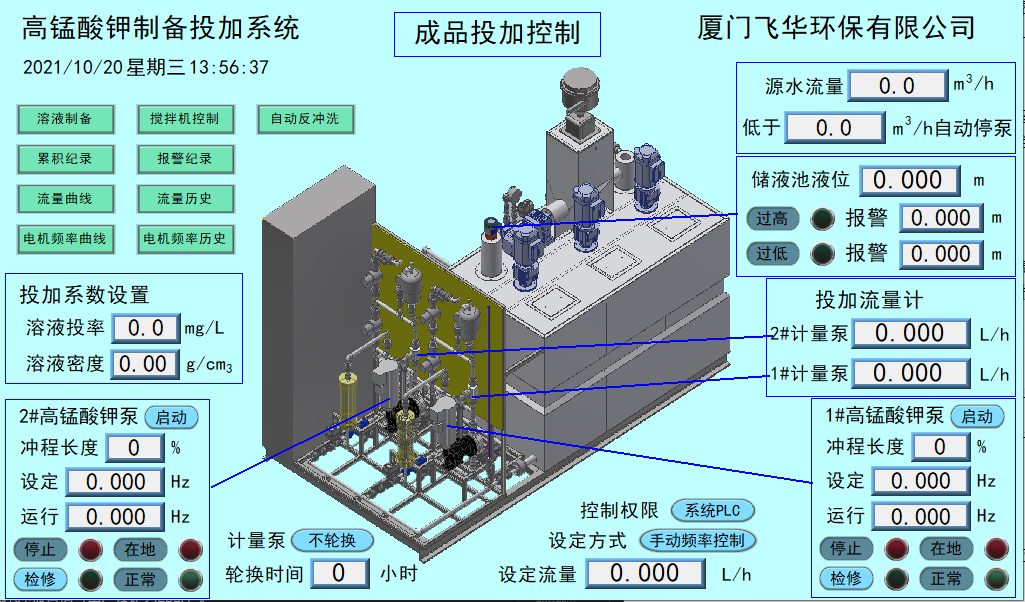 高锰酸钾制备投加系统
成品投加控制
厦门飞华环保有限公司
2021/10/20 星期三 13:56:37
溶液制备 搅拌机控制 自动反冲洗
累积纪录 报警纪录
流量曲线 流量历史
电机频率曲线 电机频率历史
源水流量 0.0 m³/h
低于 0.0 m³/h自动停泵
储液池液位 0.000 m
过高 报警 0.000 m
过低 报警 0.000 m
投加系数设置
溶液投率 0.0 mg/L
溶液密度 0.00 g/cm₃
投加流量计
2#计量泵 0.000 L/h
1#计量泵 0.000 L/h
2#高锰酸钾泵 启动
冲程长度 0 %
设定 0.000 Hz
运行 0.000 Hz
停止 在地
检修 正常
计量泵 不轮换
轮换时间 0 小时
控制权限 系统PLC
设定方式 手动频率控制
设定流量 0.000 L/h
1#高锰酸钾泵 启动
冲程长度 0 %
设定 0.000 Hz
运行 0.000 Hz
停止 在地
检修 正常